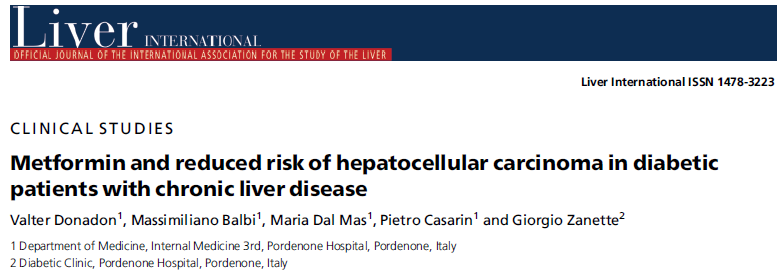 Liver INTERNATIONAL
OFFICIAL JOURNAL OF THE INTERNATIONAL ASSOCIATION FOR THE STUDY OF THE LIVER
Liver International ISSN 1478-3223
CLINICAL STUDIES
Metformin and reduced risk of hepatocellular carcinoma in diabetic
patients with chronic liver disease
Valter Donadon1, Massimiliano Balbi1, Maria Dal Mas1, Pietro Casarin1 and Giorgio Zanette2
1 Department of Medicine, Internal Medicine 3rd, Pordenone Hospital, Pordenone, Italy
2 Diabetic Clinic, Pordenone Hospital, Pordenone, Italy